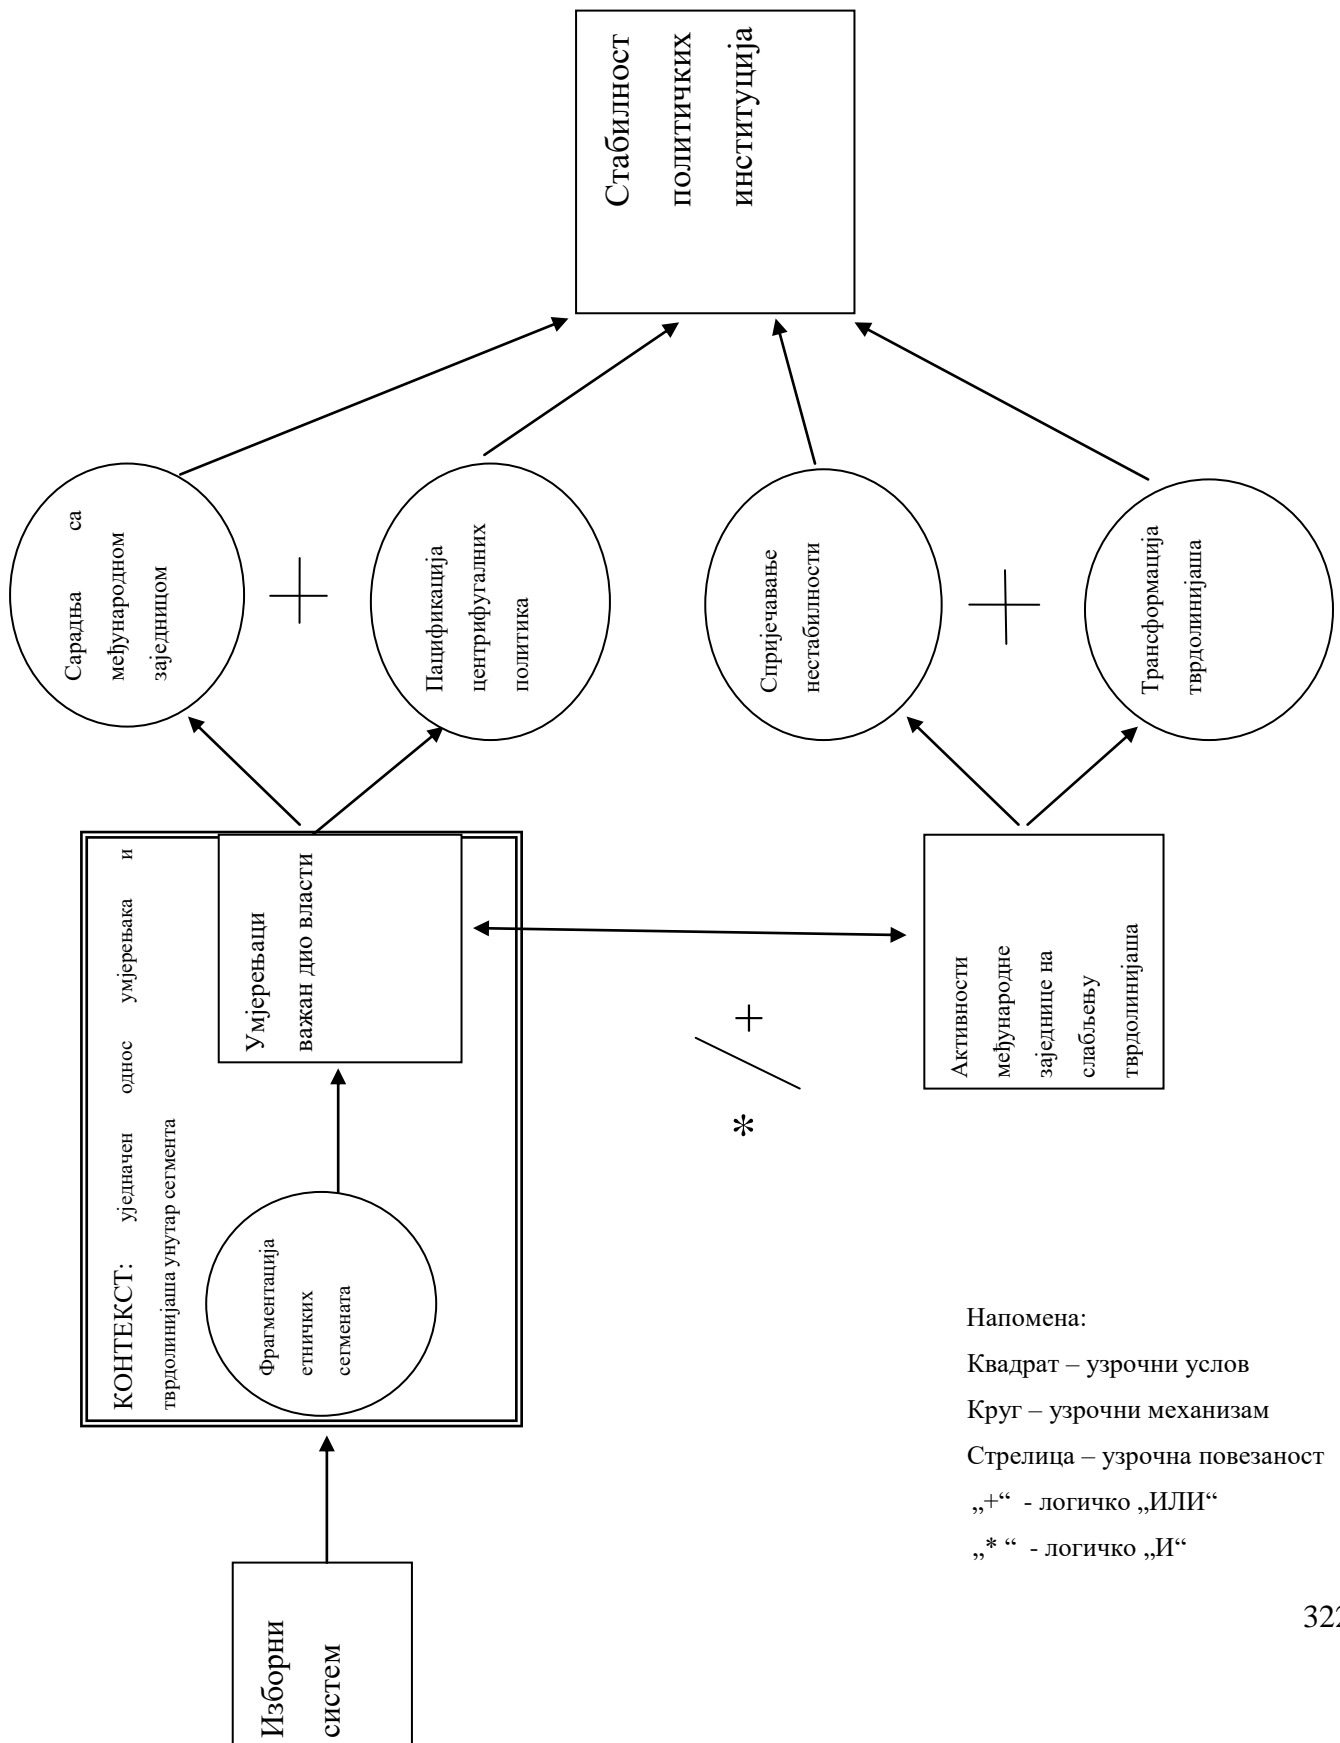 Стабилност
политичких
институција
Сарадња са
међународном
заједницом
+
Пацификација
центрифугалних
политика
Спријечавање
нестабилности
+
Трансформација
тврдолинијаша
КОНТЕКСТ: уједначен однос умјерењака и
тврдолинијаша унутар сегмента
Умјерењаци
важан дио власти
Фрагментација
етничких
сегмената
+
/
*
Активности
међународне
заједнице на
слабљењу
тврдолинијаша
Изборни
систем
Напомена:
Квадрат – узрочни услов
Круг – узрочни механизам
Стрелица – узрочна повезаност
„+“ - логичко „ИЛИ“
„* “ - логичко „И“
322